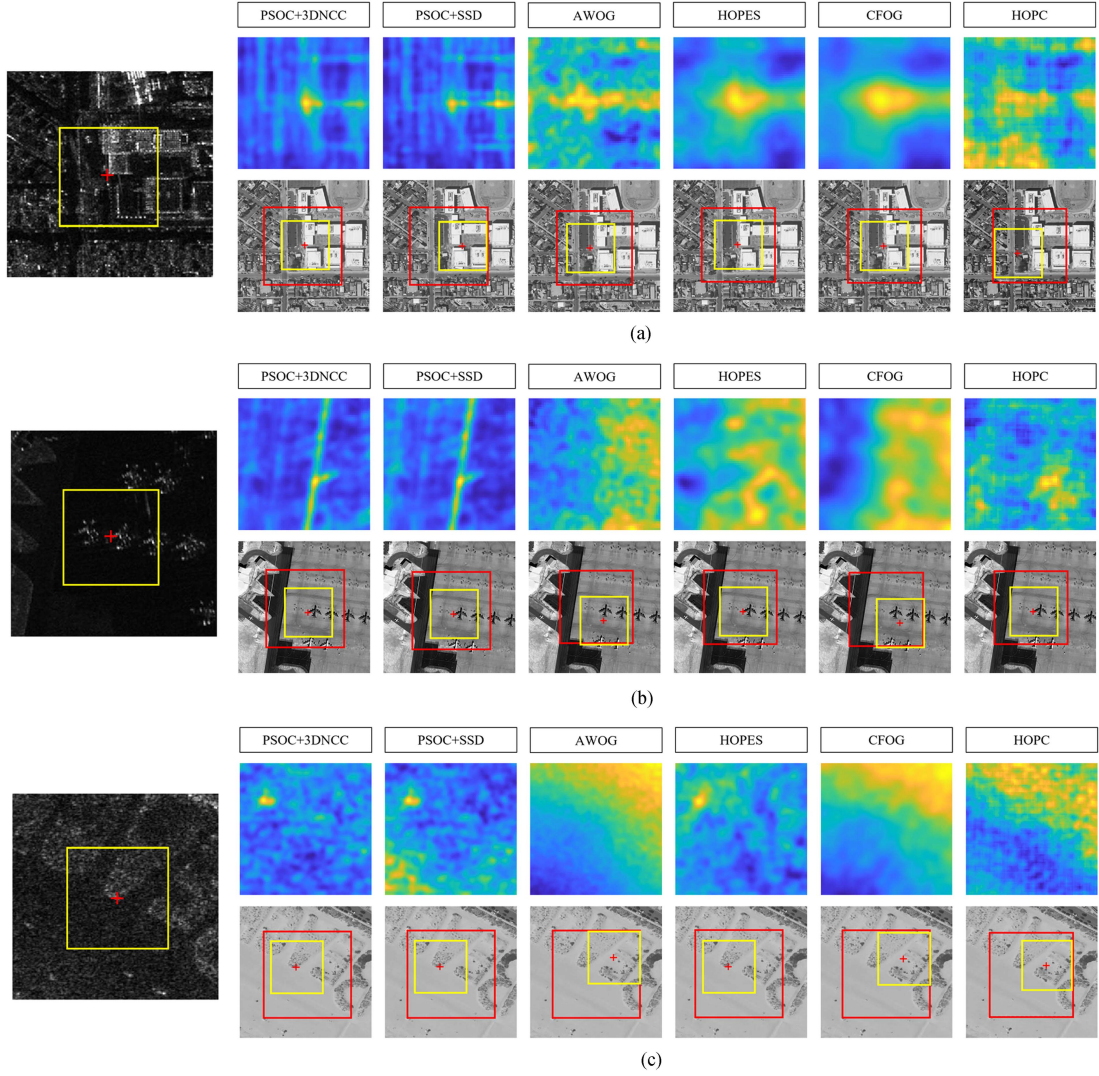 PSOC+3DNCC PSOC+SSD AWOG HOPES CFOG HOPC
(a)
PSOC+3DNCC PSOC+SSD AWOG HOPES CFOG HOPC
(b)
PSOC+3DNCC PSOC+SSD AWOG HOPES CFOG HOPC
(c)